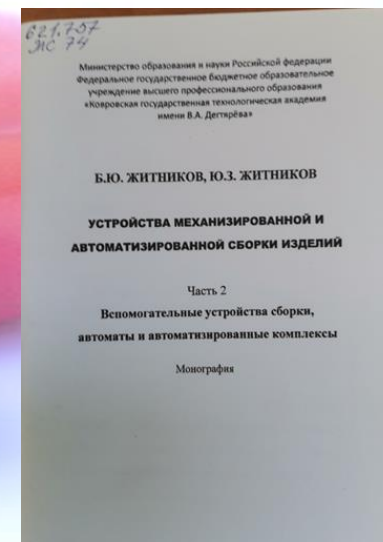 621.757
Ж 74
Министерство образования и науки Российской федерации
Федеральное государственное бюджетное образовательное
учреждение высшего профессионального образования
«Ковровская государственная технологическая академия
имени В.А. Дегтярёва»
Б.Ю. ЖИТНИКОВ, Ю.З. ЖИТНИКОВ
УСТРОЙСТВА МЕХАНИЗИРОВАННОЙ И
АВТОМАТИЗИРОВАННОЙ СБОРКИ ИЗДЕЛИЙ
Часть 2
Вспомогательные устройства сборки,
автоматы и автоматизированные комплексы
Монография